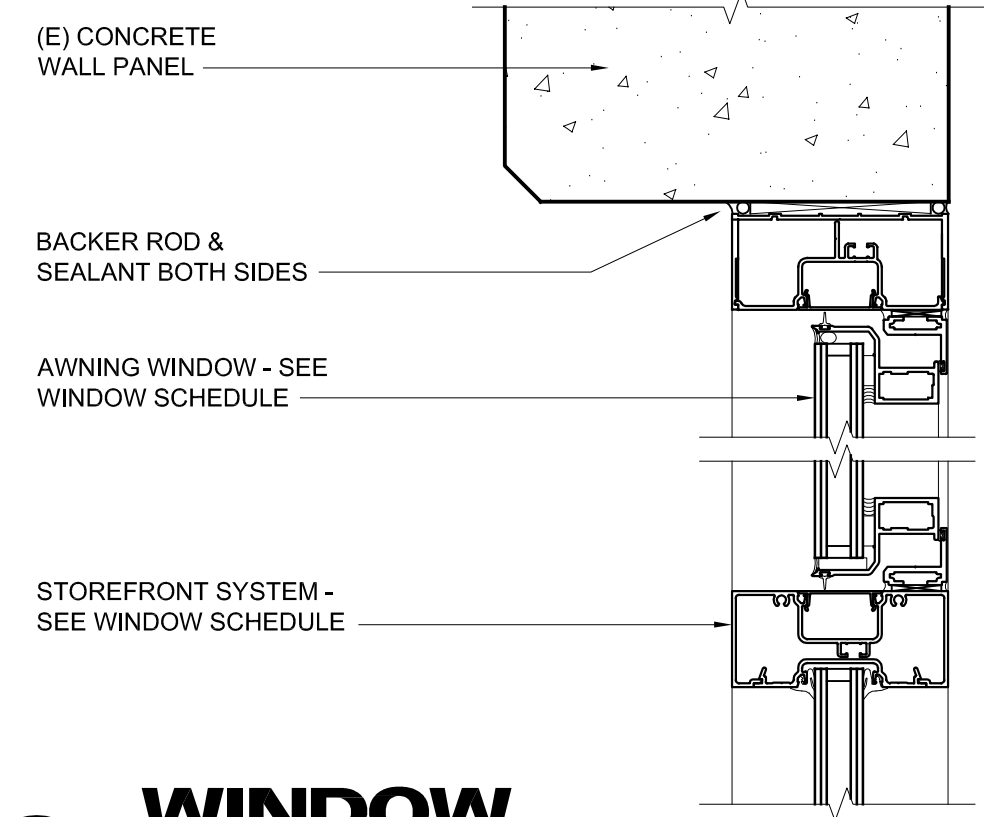 (E) CONCRETE
WALL PANEL
BACKER ROD &
SEALANT BOTH SIDES
AWNING WINDOW - SEE
WINDOW SCHEDULE
STOREFRONT SYSTEM -
SEE WINDOW SCHEDULE
WINDOW